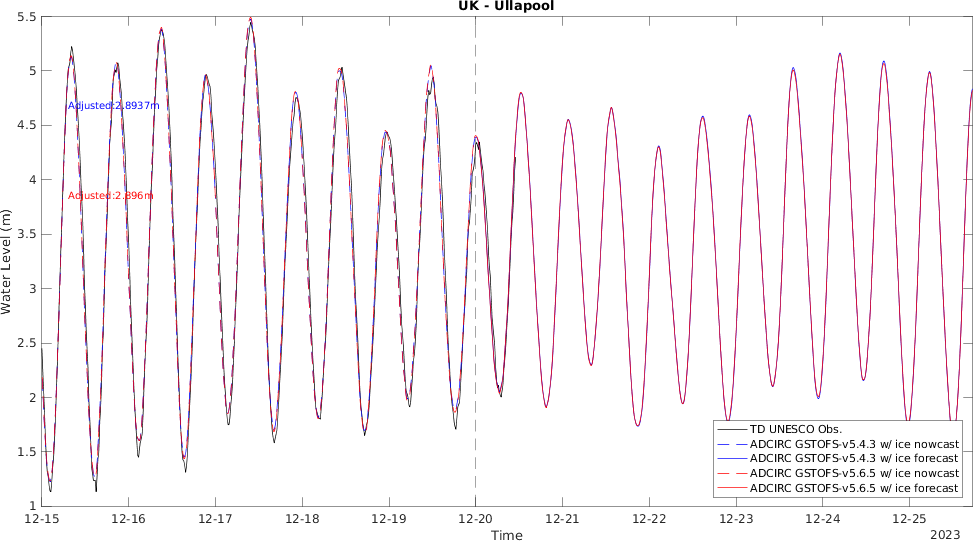 UK - Ullapool
5.5
5
4.5
4
3.5
3
2.5
2
1.5
1
Water Level (m)
Adjusted:2.8937m
Adjusted:2.896m
TD UNESCO Obs.
ADCIRC GSTOFS-v5.4.3 w/ ice nowcast
ADCIRC GSTOFS-v5.4.3 w/ ice forecast
ADCIRC GSTOFS-v5.6.5 w/ ice nowcast
ADCIRC GSTOFS-v5.6.5 w/ ice forecast
12-15 12-16 12-17 12-18 12-19 12-20 12-21 12-22 12-23 12-24 12-25
Time
2023